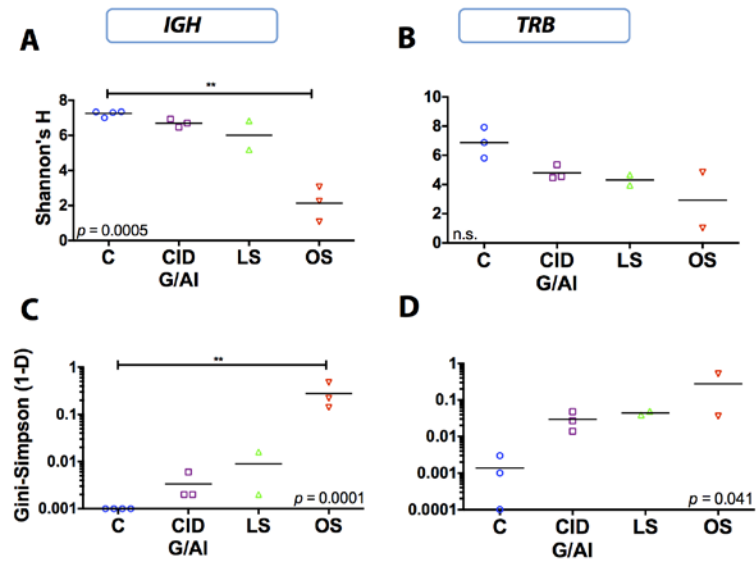 IGH
TRB
A
**
Shannon's H
8
6
4
2
0
p = 0.0005
C
CID
G/AI
LS
OS
B
10
8
6
4
2
0
n.s.
C
CID
G/AI
LS
OS
C
**
Gini-Simpson (1-D)
1
0.1
0.01
0.001
p = 0.0001
C
CID
G/AI
LS
OS
D
1
0.1
0.01
0.001
0.0001
p = 0.041
C
CID
G/AI
LS
OS